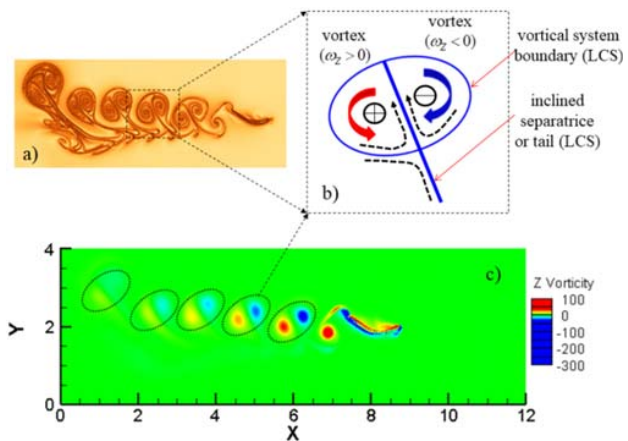 vortex
(ω_Z > 0)
vortex
(ω_Z < 0)
vortical system
boundary (LCS)
inclined
separatrice
or tail (LCS)
a)
b)
c)
4
2
0
Y
0 2 4 6 8 10 12
X
Z Vorticity
100
0
-100
-200
-300